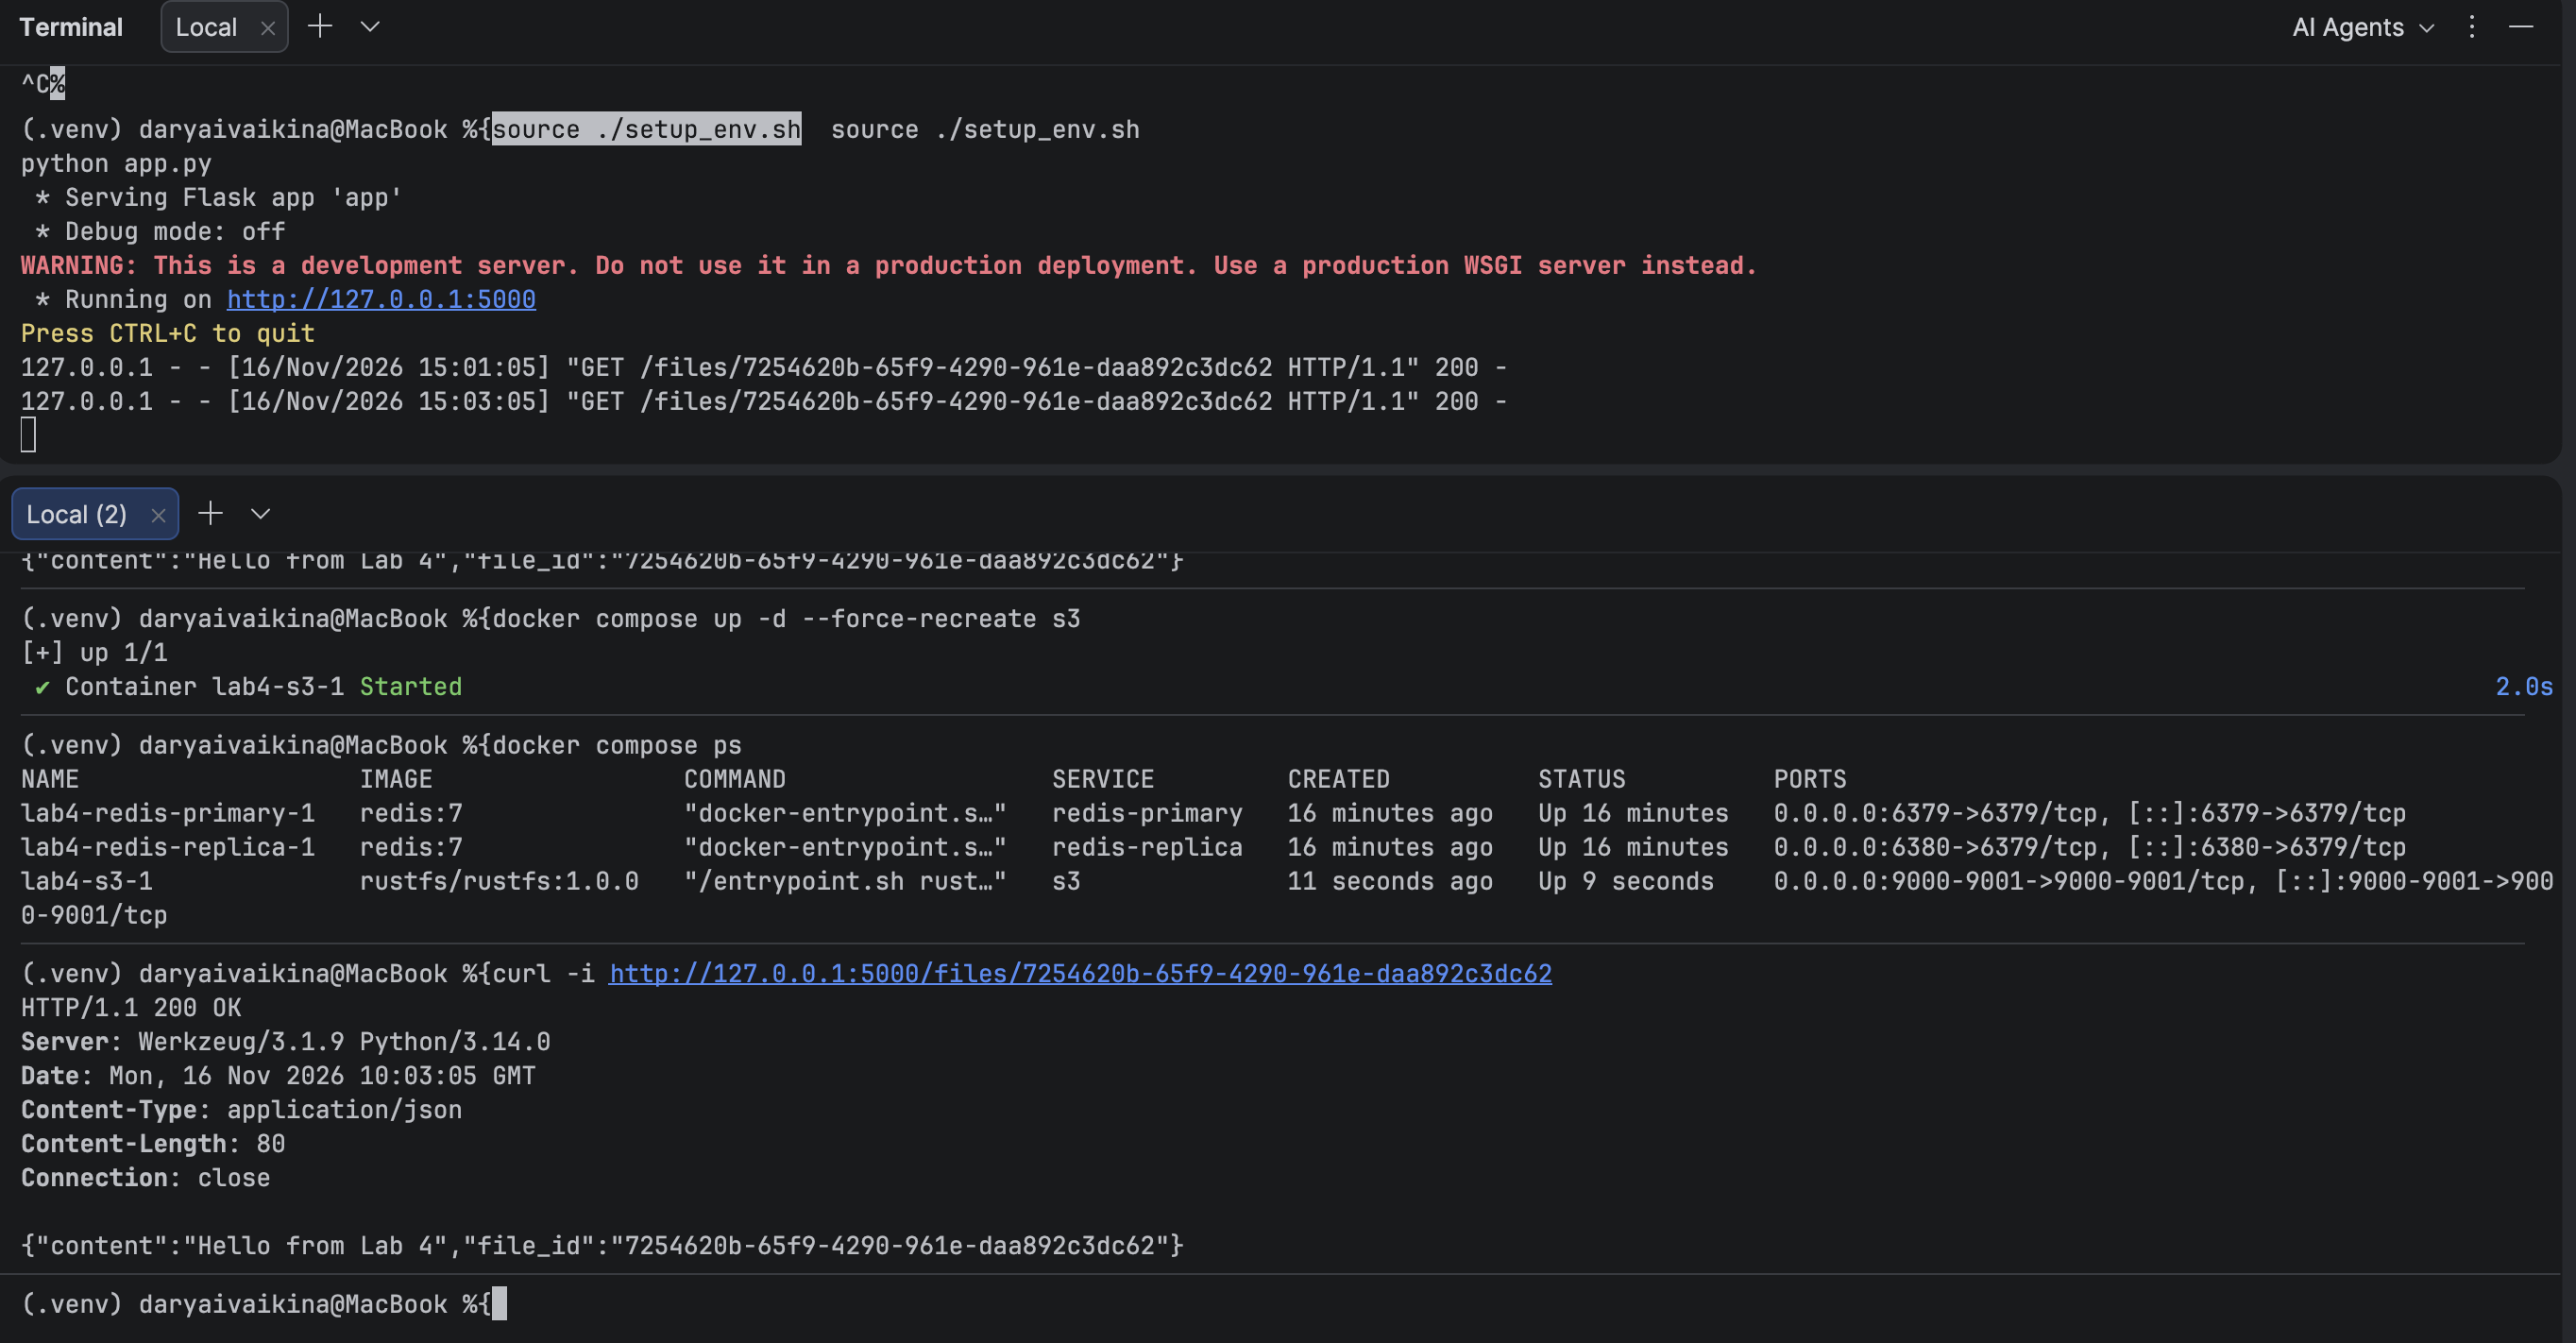 Terminal Local × + AI Agents
^C%
(.venv) daryaivaikina@MacBook %{source ./setup_env.sh  source ./setup_env.sh
python app.py
 * Serving Flask app 'app'
 * Debug mode: off
WARNING: This is a development server. Do not use it in a production deployment. Use a production WSGI server instead.
 * Running on http://127.0.0.1:5000
Press CTRL+C to quit
127.0.0.1 - - [16/Nov/2026 15:01:05] "GET /files/7254620b-65f9-4290-961e-daa892c3dc62 HTTP/1.1" 200 -
127.0.0.1 - - [16/Nov/2026 15:03:05] "GET /files/7254620b-65f9-4290-961e-daa892c3dc62 HTTP/1.1" 200 -
Local (2) × +
{"content":"Hello from Lab 4","file_id":"7254620b-65f9-4290-961e-daa892c3dc62"}
(.venv) daryaivaikina@MacBook %{docker compose up -d --force-recreate s3
[+] up 1/1
 ✔ Container lab4-s3-1 Started 2.0s
(.venv) daryaivaikina@MacBook %{docker compose ps
NAME                   IMAGE                 COMMAND                  SERVICE         CREATED          STATUS          PORTS
lab4-redis-primary-1   redis:7               "docker-entrypoint.s…"   redis-primary   16 minutes ago   Up 16 minutes   0.0.0.0:6379->6379/tcp, [::]:6379->6379/tcp
lab4-redis-replica-1   redis:7               "docker-entrypoint.s…"   redis-replica   16 minutes ago   Up 16 minutes   0.0.0.0:6380->6379/tcp, [::]:6380->6379/tcp
lab4-s3-1              rustfs/rustfs:1.0.0   "/entrypoint.sh rust…"   s3              11 seconds ago   Up 9 seconds    0.0.0.0:9000-9001->9000-9001/tcp, [::]:9000-9001->900
0-9001/tcp
(.venv) daryaivaikina@MacBook %{curl -i http://127.0.0.1:5000/files/7254620b-65f9-4290-961e-daa892c3dc62
HTTP/1.1 200 OK
Server: Werkzeug/3.1.9 Python/3.14.0
Date: Mon, 16 Nov 2026 10:03:05 GMT
Content-Type: application/json
Content-Length: 80
Connection: close
{"content":"Hello from Lab 4","file_id":"7254620b-65f9-4290-961e-daa892c3dc62"}
(.venv) daryaivaikina@MacBook %{